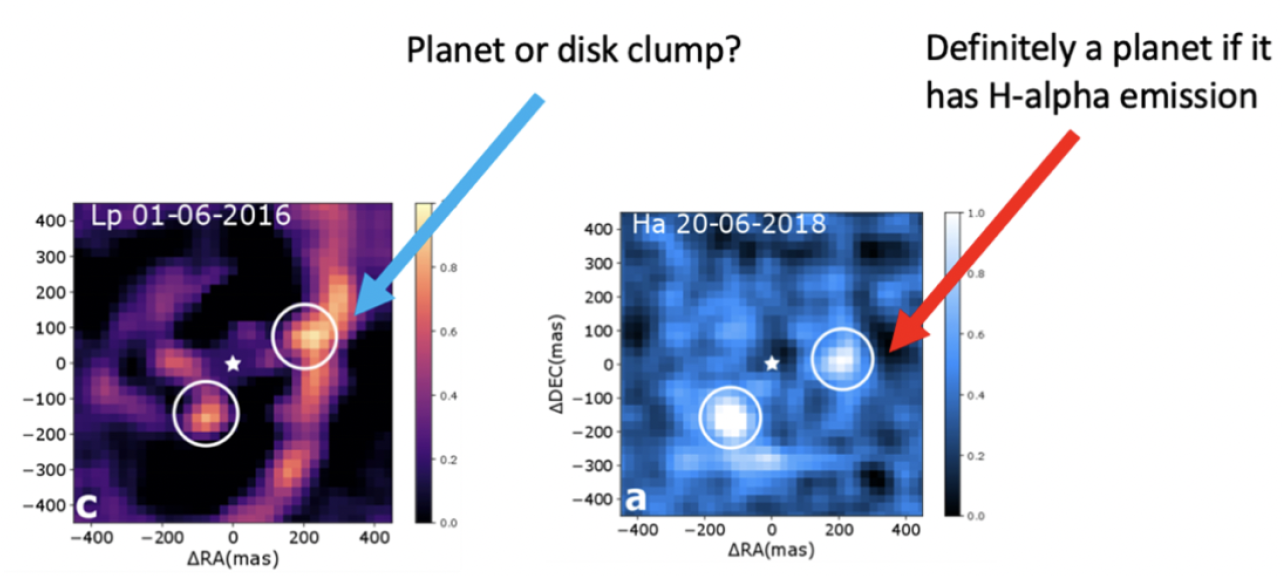 Planet or disk clump?
Definitely a planet if it
has H-alpha emission
Lp 01-06-2016
400
300
200
100
0
−100
−200
−300
−400
c
−400 −200 0 200 400
ΔRA(mas)
0.8
0.6
0.4
0.2
0.0
Ha 20-06-2018
ΔDEC(mas)
400
300
200
100
0
−100
−200
−300
−400
a
−400 −200 0 200 400
ΔRA(mas)
1.0
0.8
0.6
0.4
0.2
0.0